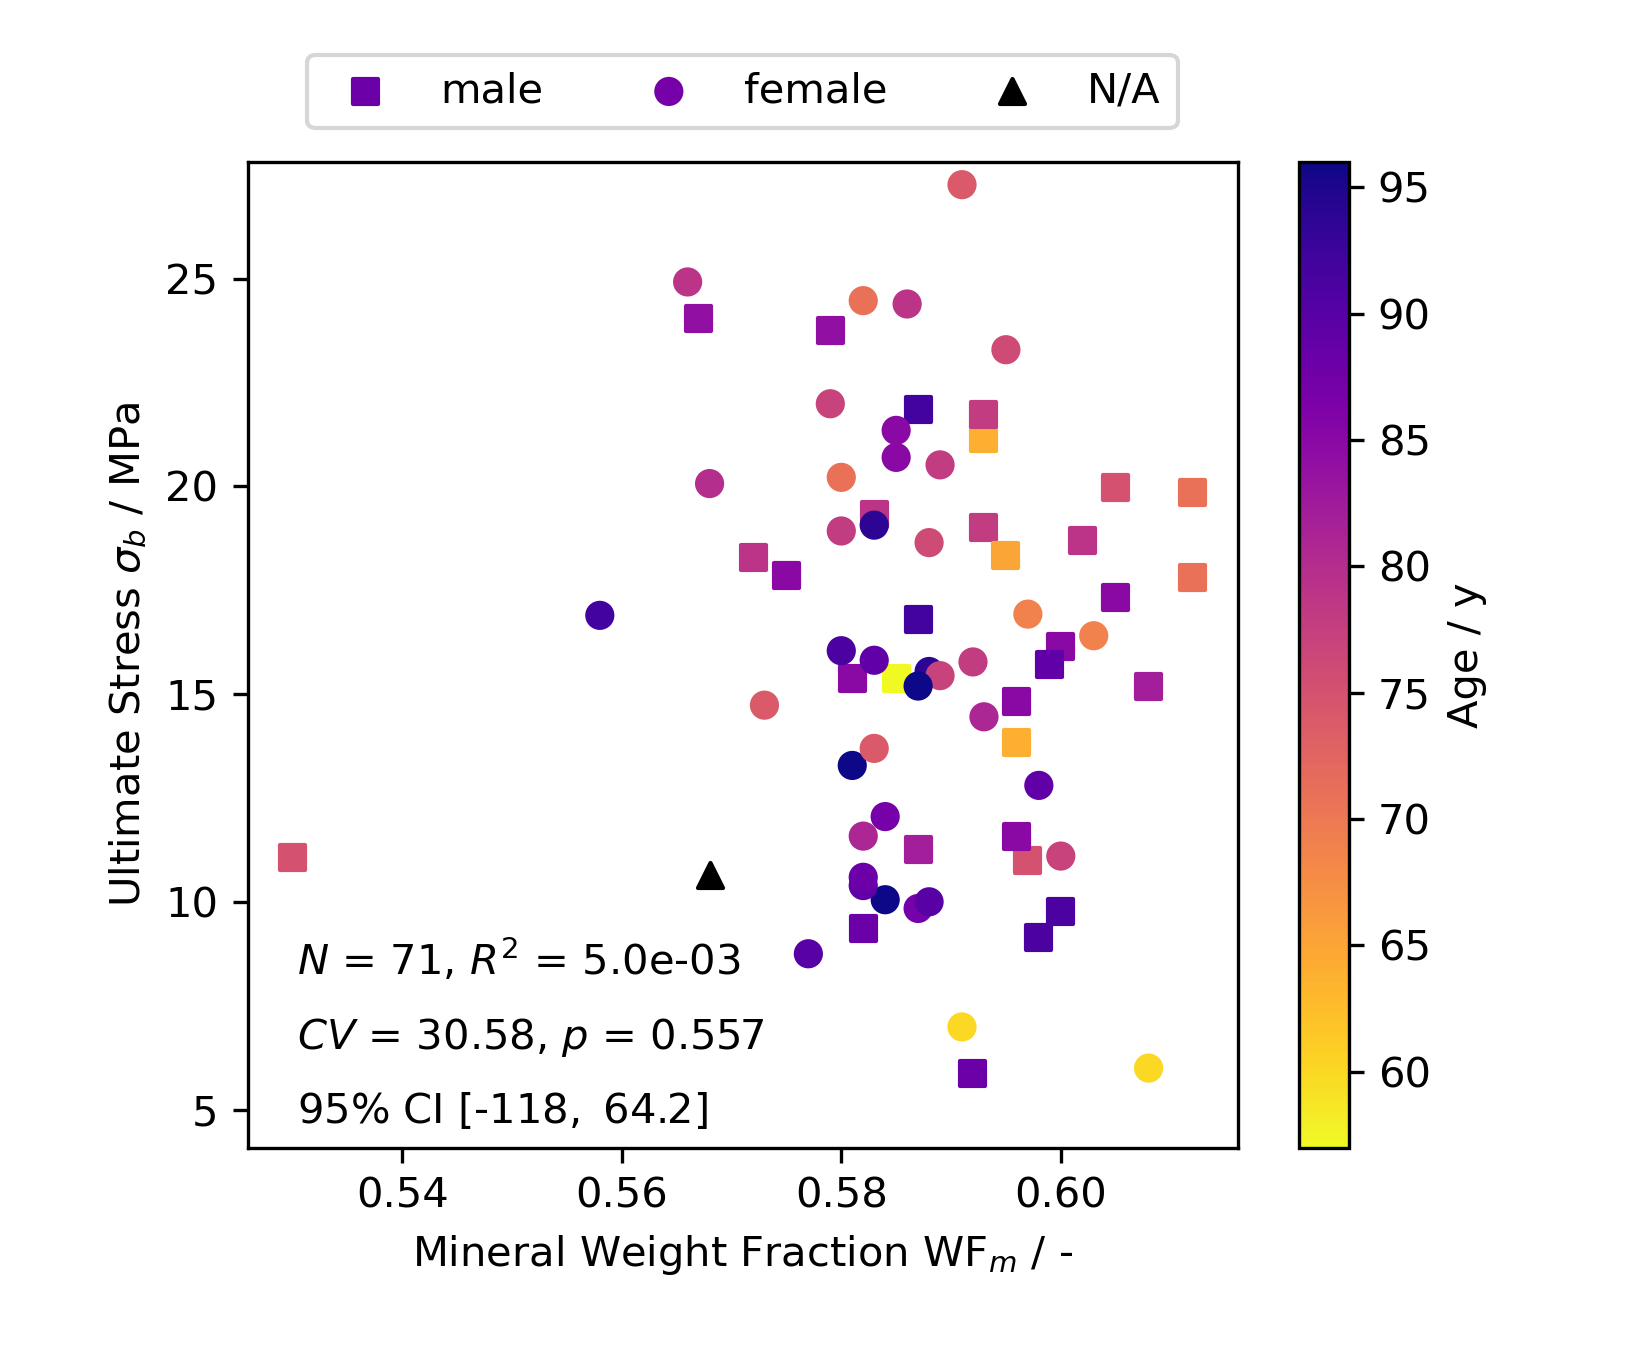 male female N/A
25
20
15
10
5
Ultimate Stress σ_b / MPa
N = 71, R² = 5.0e-03
CV = 30.58, p = 0.557
95% CI [-118, 64.2]
0.54 0.56 0.58 0.60
Mineral Weight Fraction WF_m / -
95
90
85
80
75
70
65
60
Age / y